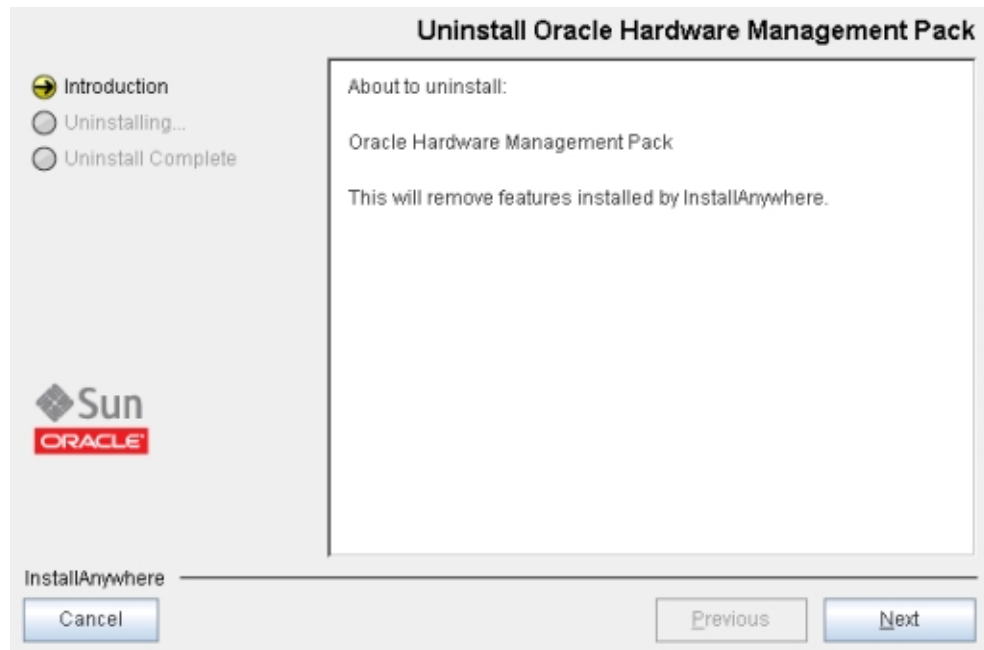 Uninstall Oracle Hardware Management Pack
Introduction
Uninstalling...
Uninstall Complete
About to uninstall:
Oracle Hardware Management Pack
This will remove features installed by InstallAnywhere.
Sun
ORACLE
InstallAnywhere
Cancel
Previous
Next